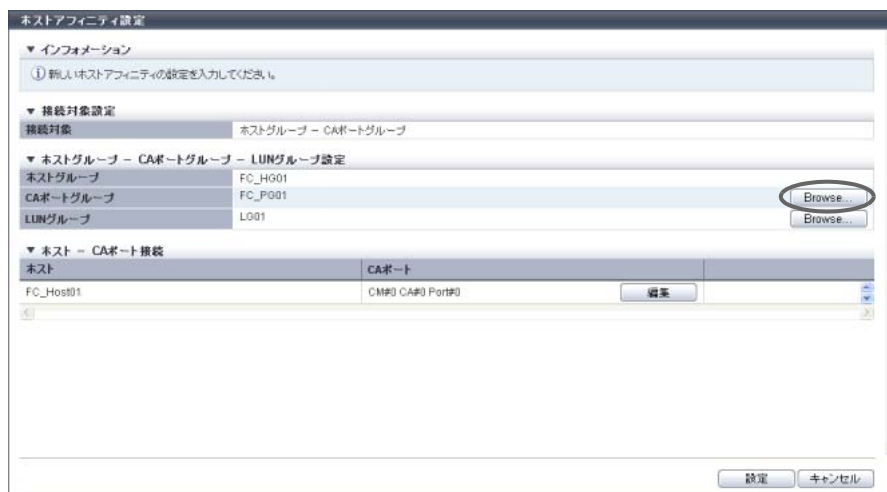 ホストアフィニティ設定
▼ インフォメーション
新しいホストアフィニティの設定を入力してください。
▼ 接続対象設定
接続対象 ホストグループ - CAポートグループ
▼ ホストグループ - CAポートグループ - LUNグループ設定
ホストグループ FC_HG01
CAポートグループ FC_PG01 Browse...
LUNグループ LG01 Browse...
▼ ホスト - CAポート接続
ホスト CAポート
FC_Host01 CM#0 CA#0 Port#0 編集
設定 キャンセル